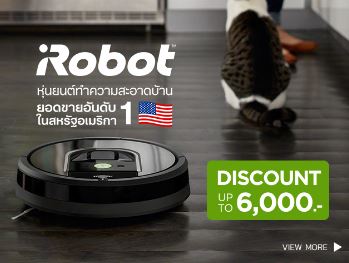 iRobot
หุ่นยนต์ทำความสะอาดบ้าน
ยอดขายอันดับ 1
ในสหรัฐอเมริกา
DISCOUNT
UP TO 6,000.-
VIEW MORE